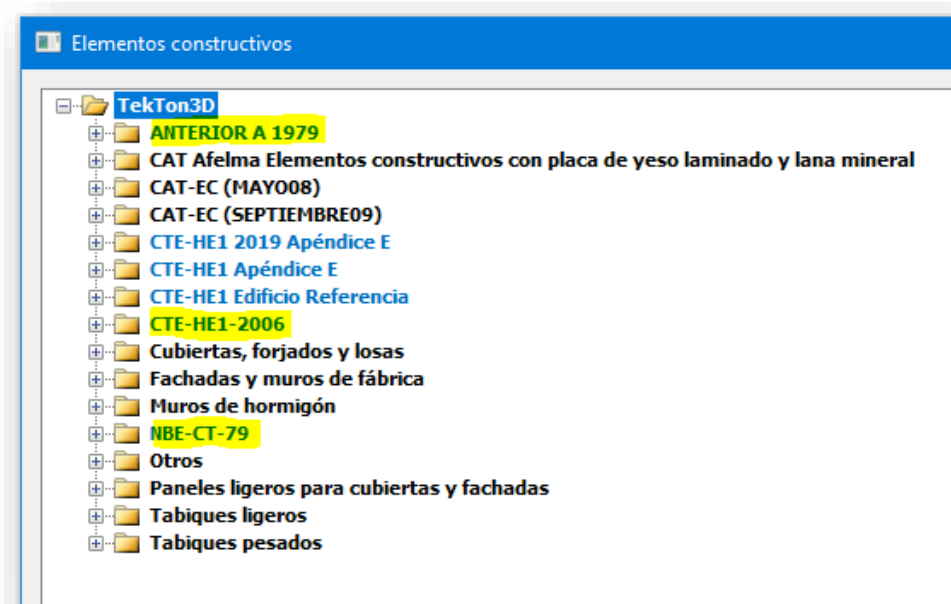 Elementos constructivos
TekTon3D
ANTERIOR A 1979
CAT Afelma Elementos constructivos con placa de yeso laminado y lana mineral
CAT-EC (MAYO08)
CAT-EC (SEPTIEMBRE09)
CTE-HE1 2019 Apéndice E
CTE-HE1 Apéndice E
CTE-HE1 Edificio Referencia
CTE-HE1-2006
Cubiertas, forjados y losas
Fachadas y muros de fábrica
Muros de hormigón
NBE-CT-79
Otros
Paneles ligeros para cubiertas y fachadas
Tabiques ligeros
Tabiques pesados